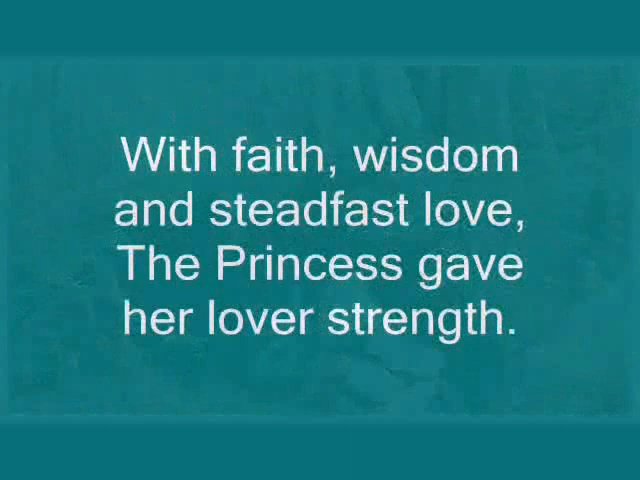 With faith, wisdom
and steadfast love,
The Princess gave
her lover strength.